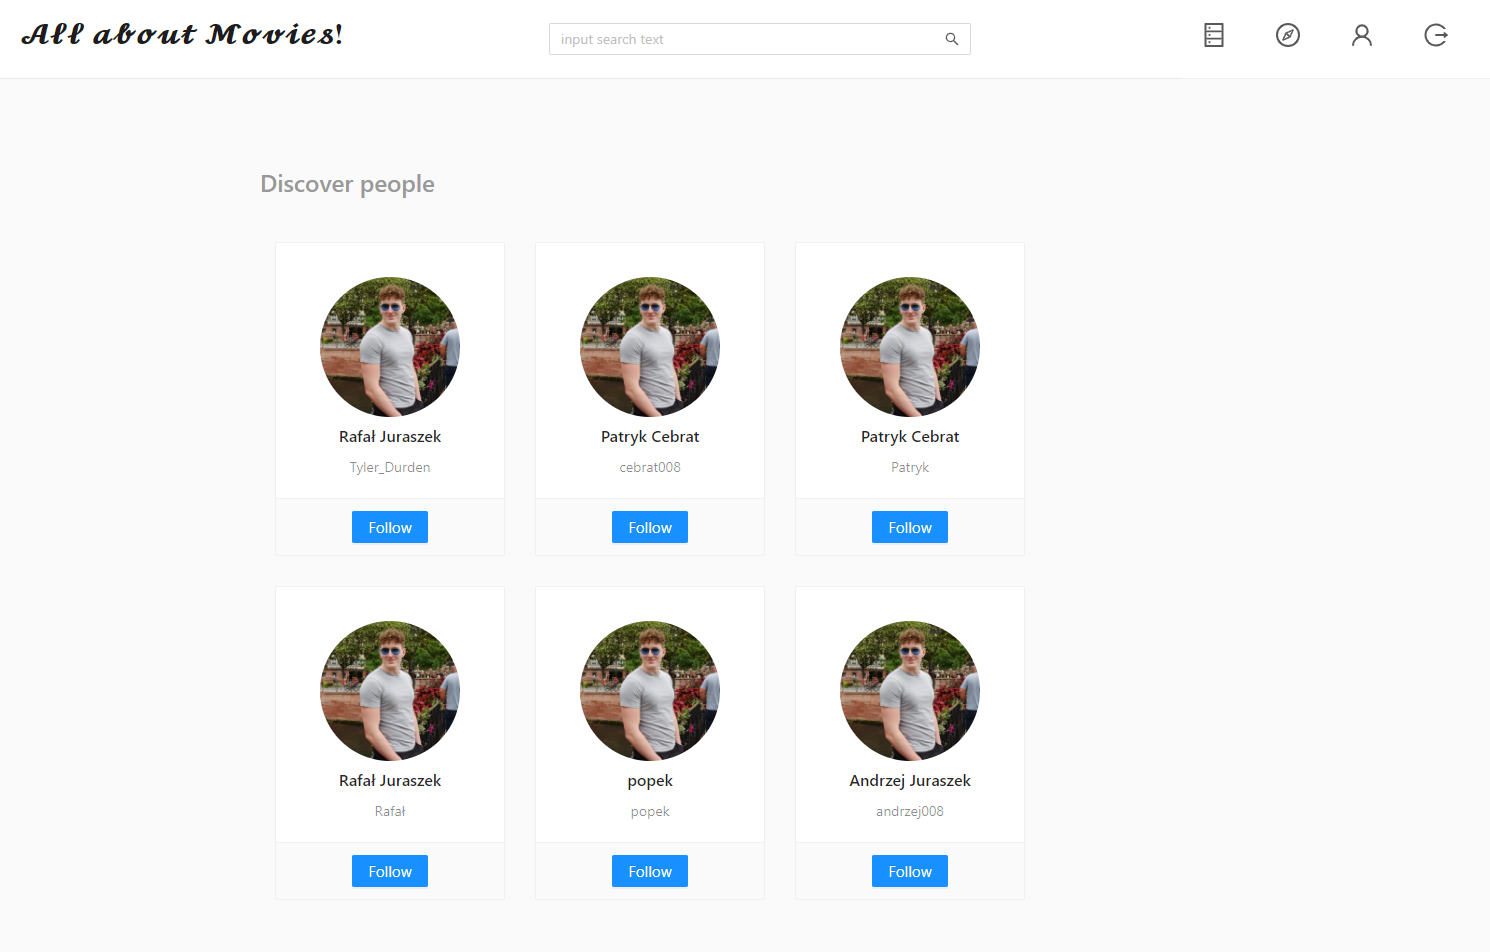 All about Movies!
input search text
Discover people
Rafał Juraszek
Tyler_Durden
Follow
Patryk Cebrat
cebrat008
Follow
Patryk Cebrat
Patryk
Follow
Rafał Juraszek
Rafał
Follow
popek
popek
Follow
Andrzej Juraszek
andrzej008
Follow